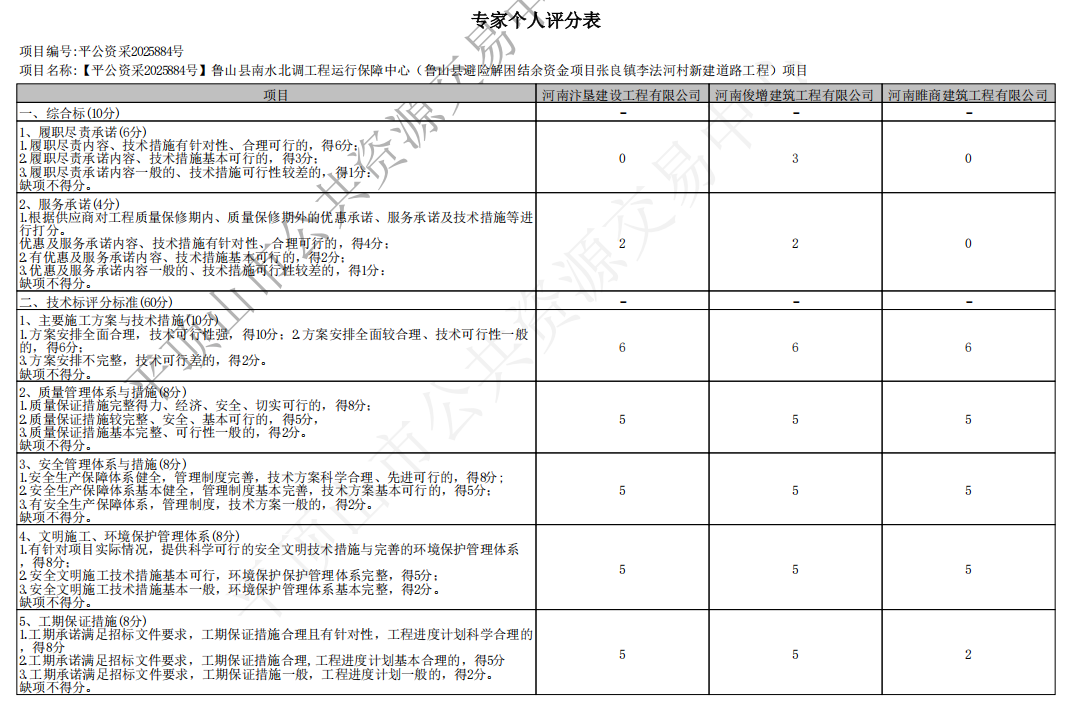 专家个人评分表
项目编号:平公资采2025884号
项目名称:【平公资采2025884号】鲁山县南水北调工程运行保障中心（鲁山县避险解困结余资金项目张良镇李法河村新建道路工程）项目
项目 河南汴垦建设工程有限公司 河南俊增建筑工程有限公司 河南睢商建筑工程有限公司
一、综合标(10分) - - -
1、履职尽责承诺(6分)
1.履职尽责内容、技术措施有针对性、合理可行的，得6分；
2.履职尽责承诺内容、技术措施基本可行的，得3分；
3.履职尽责承诺内容一般的、技术措施可行性较差的，得1分；
缺项不得分。
0 3 0
2、服务承诺(4分)
1.根据供应商对工程质量保修期内、质量保修期外的优惠承诺、服务承诺及技术措施等进
行打分。
优惠及服务承诺内容、技术措施有针对性、合理可行的，得4分；
2.有优惠及服务承诺内容、技术措施基本可行的，得2分；
3.优惠及服务承诺内容一般的、技术措施可行性较差的，得1分；
缺项不得分。
2 2 0
二、技术标评分标准(60分) - - -
1、主要施工方案与技术措施(10分)
1.方案安排全面合理，技术可行性强，得10分；2.方案安排全面较合理、技术可行性一般
的，得6分；
3.方案安排不完整，技术可行差的，得2分。
缺项不得分。
6 6 6
2、质量管理体系与措施(8分)
1.质量保证措施完整得力、经济、安全、切实可行的，得8分；
2.质量保证措施较完整、安全、基本可行的，得5分，
3.质量保证措施基本完整、可行性一般的，得2分。
缺项不得分。
5 5 5
3、安全管理体系与措施(8分)
1.安全生产保障体系健全，管理制度完善，技术方案科学合理、先进可行的，得8分；
2.安全生产保障体系基本健全，管理制度基本完善，技术方案基本可行的，得5分；
3.有安全生产保障体系，管理制度，技术方案一般的，得2分。
缺项不得分。
5 5 5
4、文明施工、环境保护管理体系(8分)
1.有针对项目实际情况，提供科学可行的安全文明技术措施与完善的环境保护管理体系
，得8分；
2.安全文明施工技术措施基本可行，环境保护保护管理体系完整，得5分；
3.安全文明施工技术措施基本一般，环境保护管理体系基本完整，得2分。
缺项不得分。
5 5 5
5、工期保证措施(8分)
1.工期承诺满足招标文件要求，工期保证措施合理且有针对性，工程进度计划科学合理的
，得8分
2.工期承诺满足招标文件要求，工期保证措施合理,工程进度计划基本合理的，得5分
3.工期承诺满足招标文件要求，工期保证措施一般，工程进度计划一般的，得2分。
缺项不得分。
5 5 2
平顶山市公共资源交易中
平顶山市公共资源交易中心